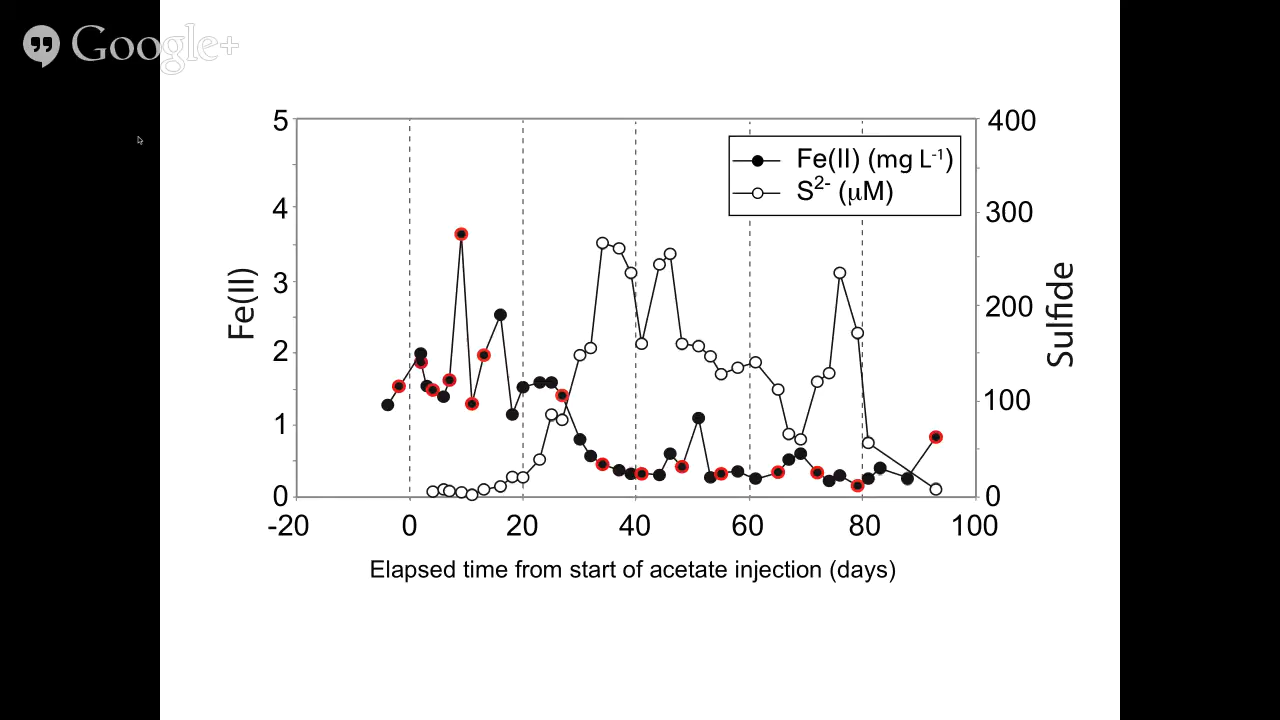 Google+
5
4
3
2
1
0
400
300
200
100
0
Fe(II)
Sulfide
Fe(II) (mg L⁻¹)
S²⁻ (µM)
-20 0 20 40 60 80 100
Elapsed time from start of acetate injection (days)